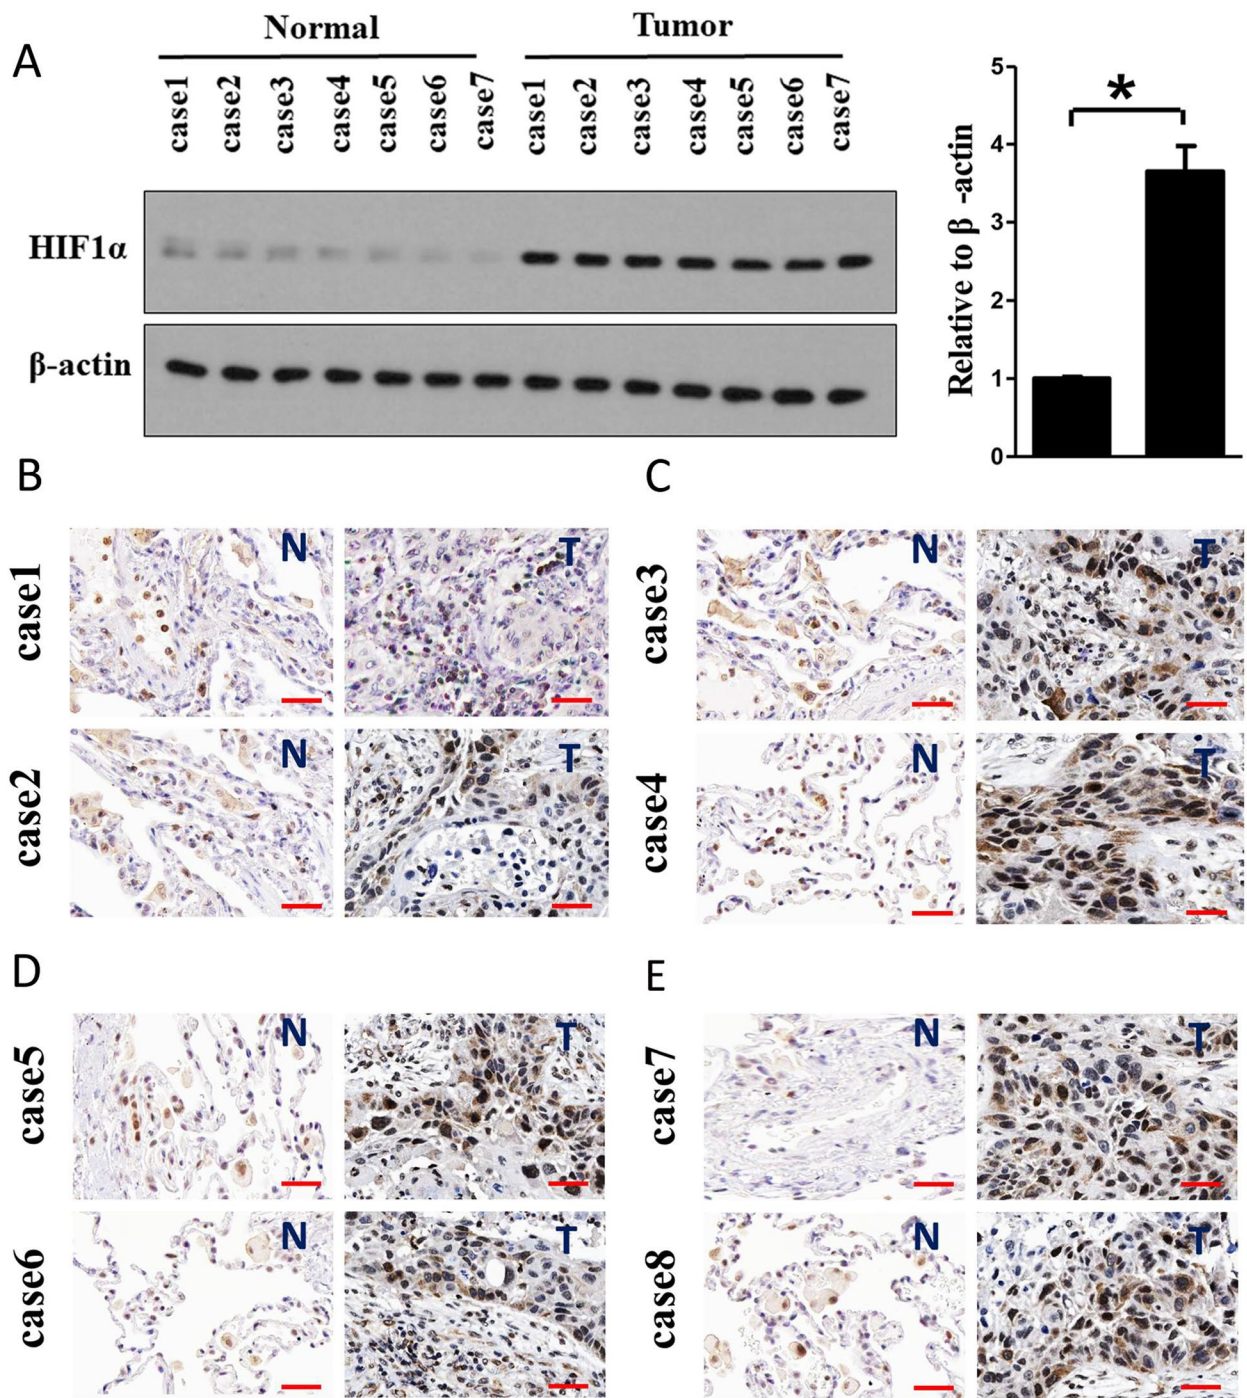 A
Normal
Tumor
case1
case2
case3
case4
case5
case6
case7
case1
case2
case3
case4
case5
case6
case7
HIF1α
β-actin
Relative to β -actin
5
4
3
2
1
0
*
B
case1
N
T
case2
N
T
C
case3
N
T
case4
N
T
D
case5
N
T
case6
N
T
E
case7
N
T
case8
N
T